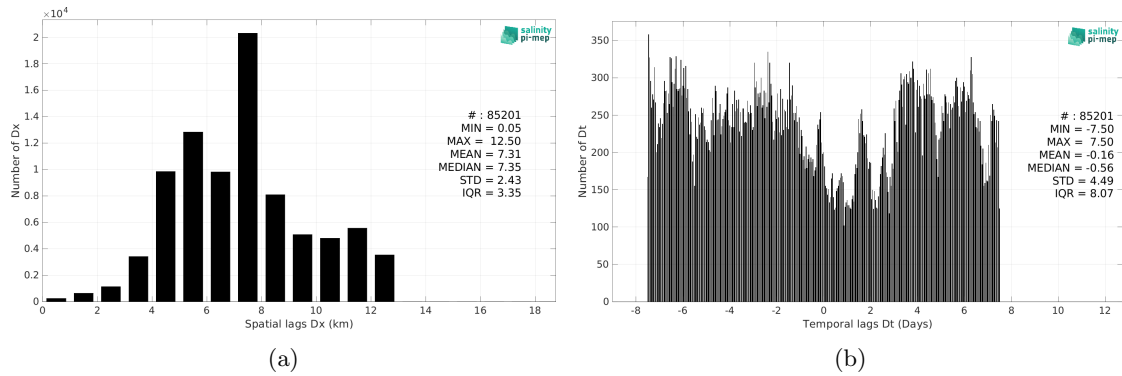 ×10⁴
2
1.8
1.6
1.4
1.2
1
0.8
0.6
0.4
0.2
0
Number of Dx
0 2 4 6 8 10 12 14 16 18
Spatial lags Dx (km)
salinity
pi-mep
# : 85201
MIN = 0.05
MAX = 12.50
MEAN = 7.31
MEDIAN = 7.35
STD = 2.43
IQR = 3.35
(a)
350
300
250
200
150
100
50
0
Number of Dt
-8 -6 -4 -2 0 2 4 6 8 10 12
Temporal lags Dt (Days)
salinity
pi-mep
# : 85201
MIN = -7.50
MAX = 7.50
MEAN = -0.16
MEDIAN = -0.56
STD = 4.49
IQR = 8.07
(b)